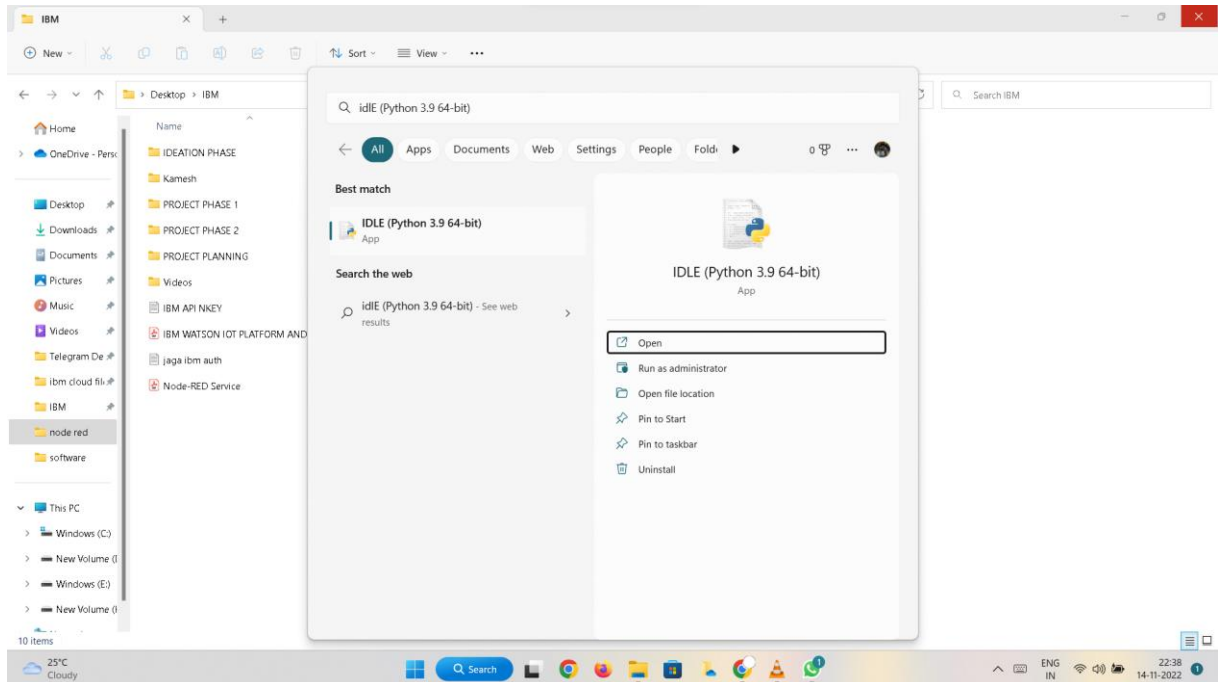 IBM
New
Sort
View
Desktop > IBM
Search IBM
Home
OneDrive - Persc
Desktop
Downloads
Documents
Pictures
Music
Videos
Telegram De
ibm cloud fil
IBM
node red
software
This PC
Windows (C:)
New Volume (
Windows (E:)
New Volume (
10 items
Name
IDEATION PHASE
Kamesh
PROJECT PHASE 1
PROJECT PHASE 2
PROJECT PLANNING
Videos
IBM API NKEY
IBM WATSON IOT PLATFORM AND
jaga ibm auth
Node-RED Service
idlE (Python 3.9 64-bit)
All Apps Documents Web Settings People Fold 0
Best match
IDLE (Python 3.9 64-bit)
App
Search the web
idlE (Python 3.9 64-bit) - See web
results
IDLE (Python 3.9 64-bit)
App
Open
Run as administrator
Open file location
Pin to Start
Pin to taskbar
Uninstall
25°C
Cloudy
Search
ENG
IN
22:38
14-11-2022
1